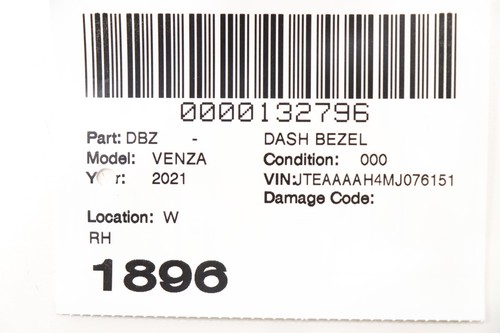 0000132796
Part: DBZ - DASH BEZEL
Model: VENZA Condition: 000
Y r: 2021 VIN:JTEAAAAH4MJ076151
Damage Code:
Location: W
RH
1896